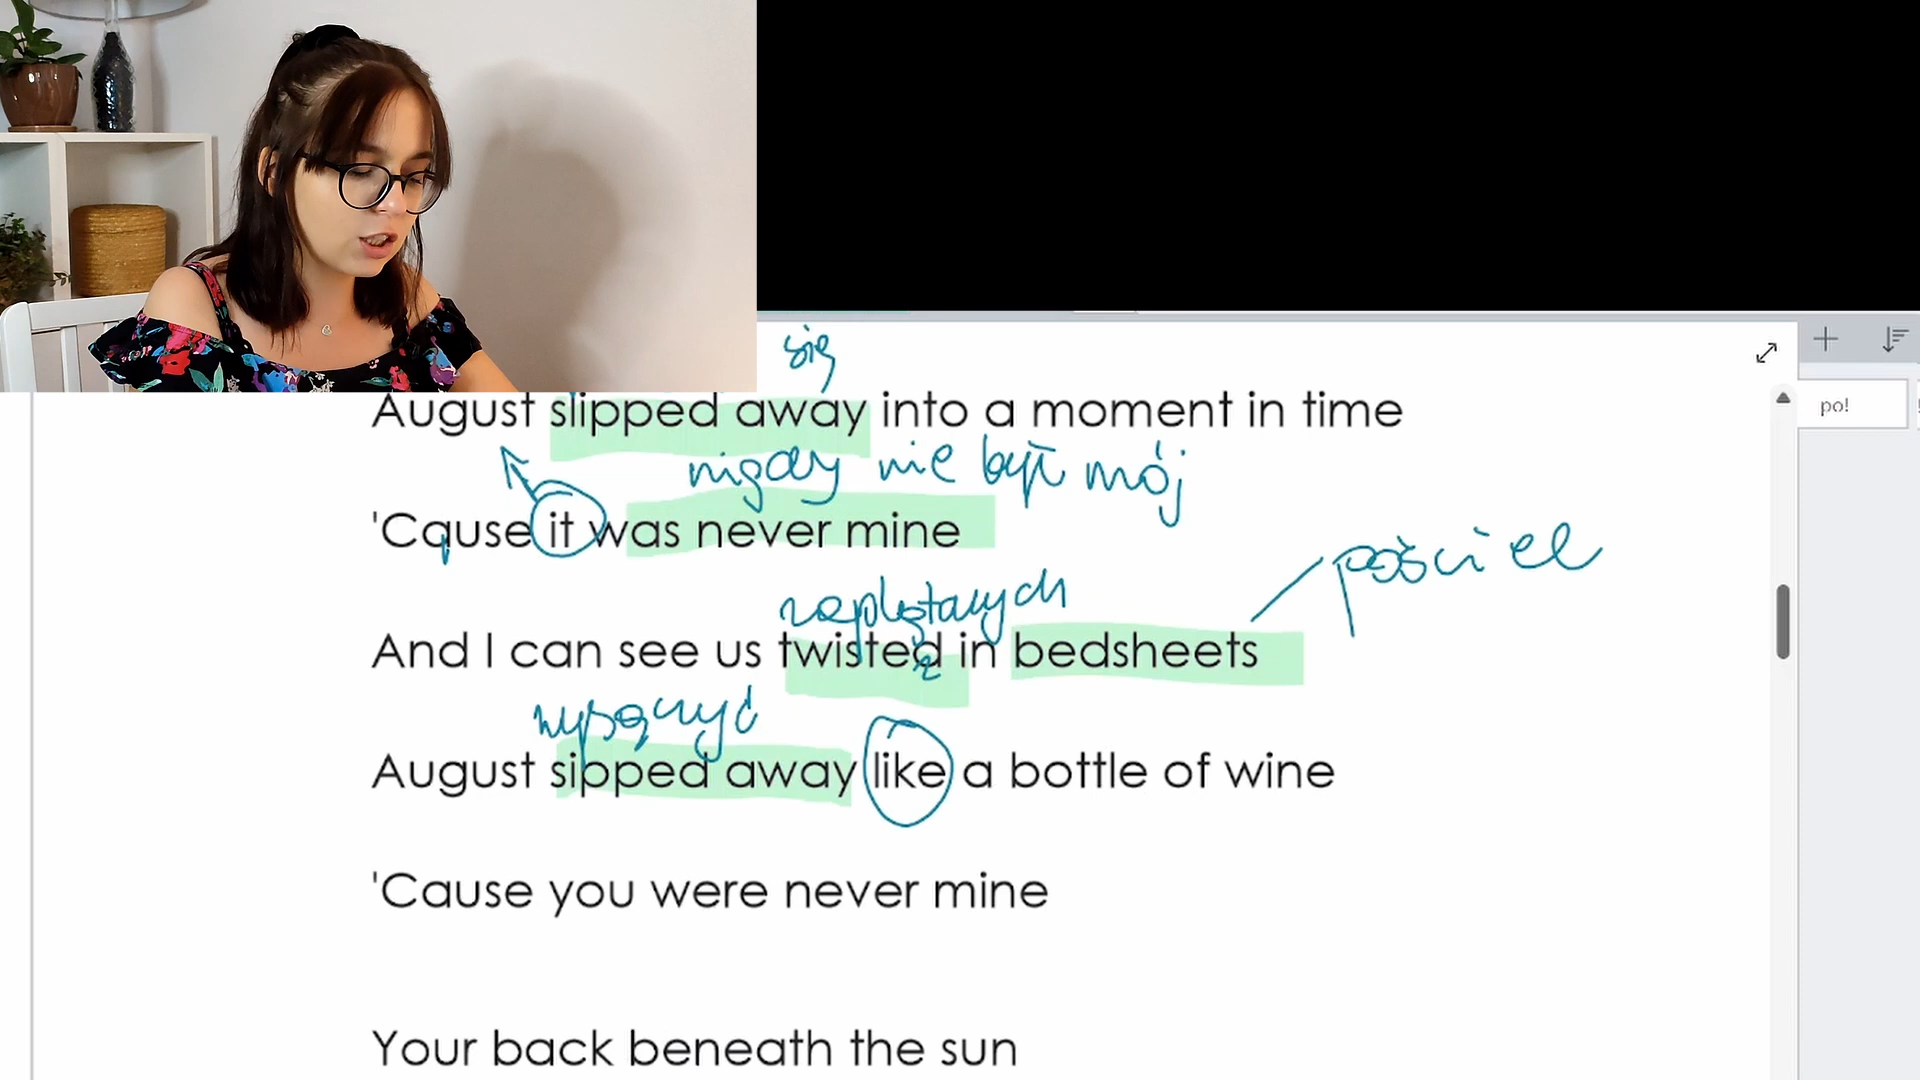 się
August slipped away into a moment in time
po!
nigdy nie był mój
'Cause it was never mine
pościel
zaplątanych
And I can see us twisted in bedsheets
wysączyć
August sipped away like a bottle of wine
'Cause you were never mine
Your back beneath the sun